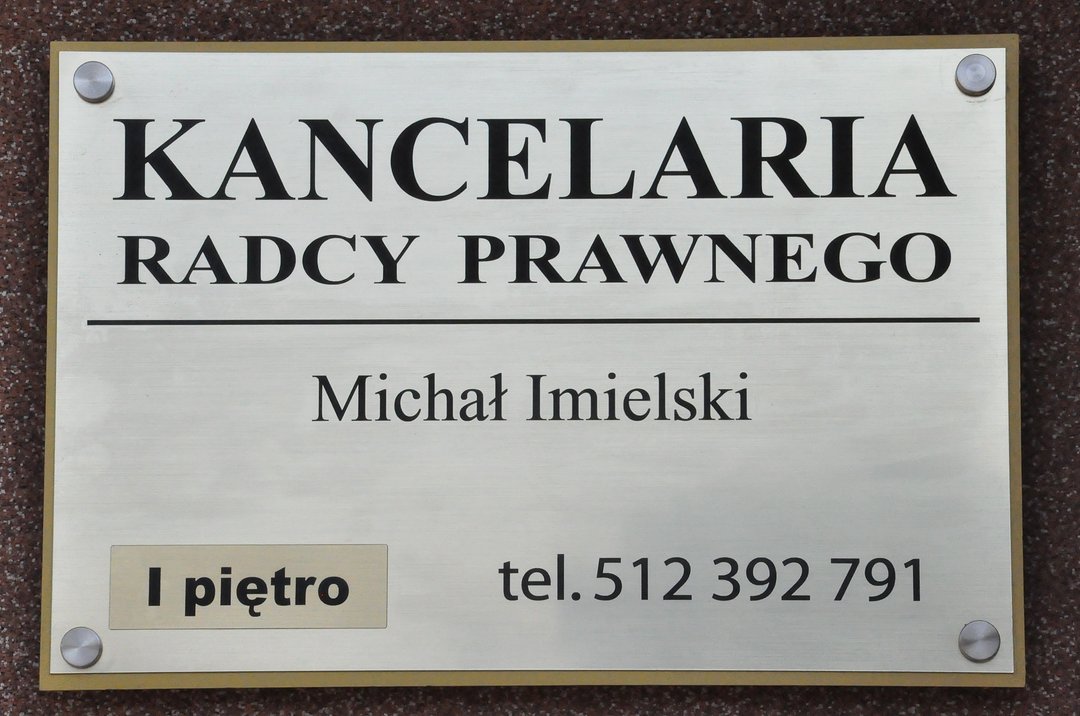 KANCELARIA
RADCY PRAWNEGO
Michał Imielski
I piętro
tel. 512 392 791